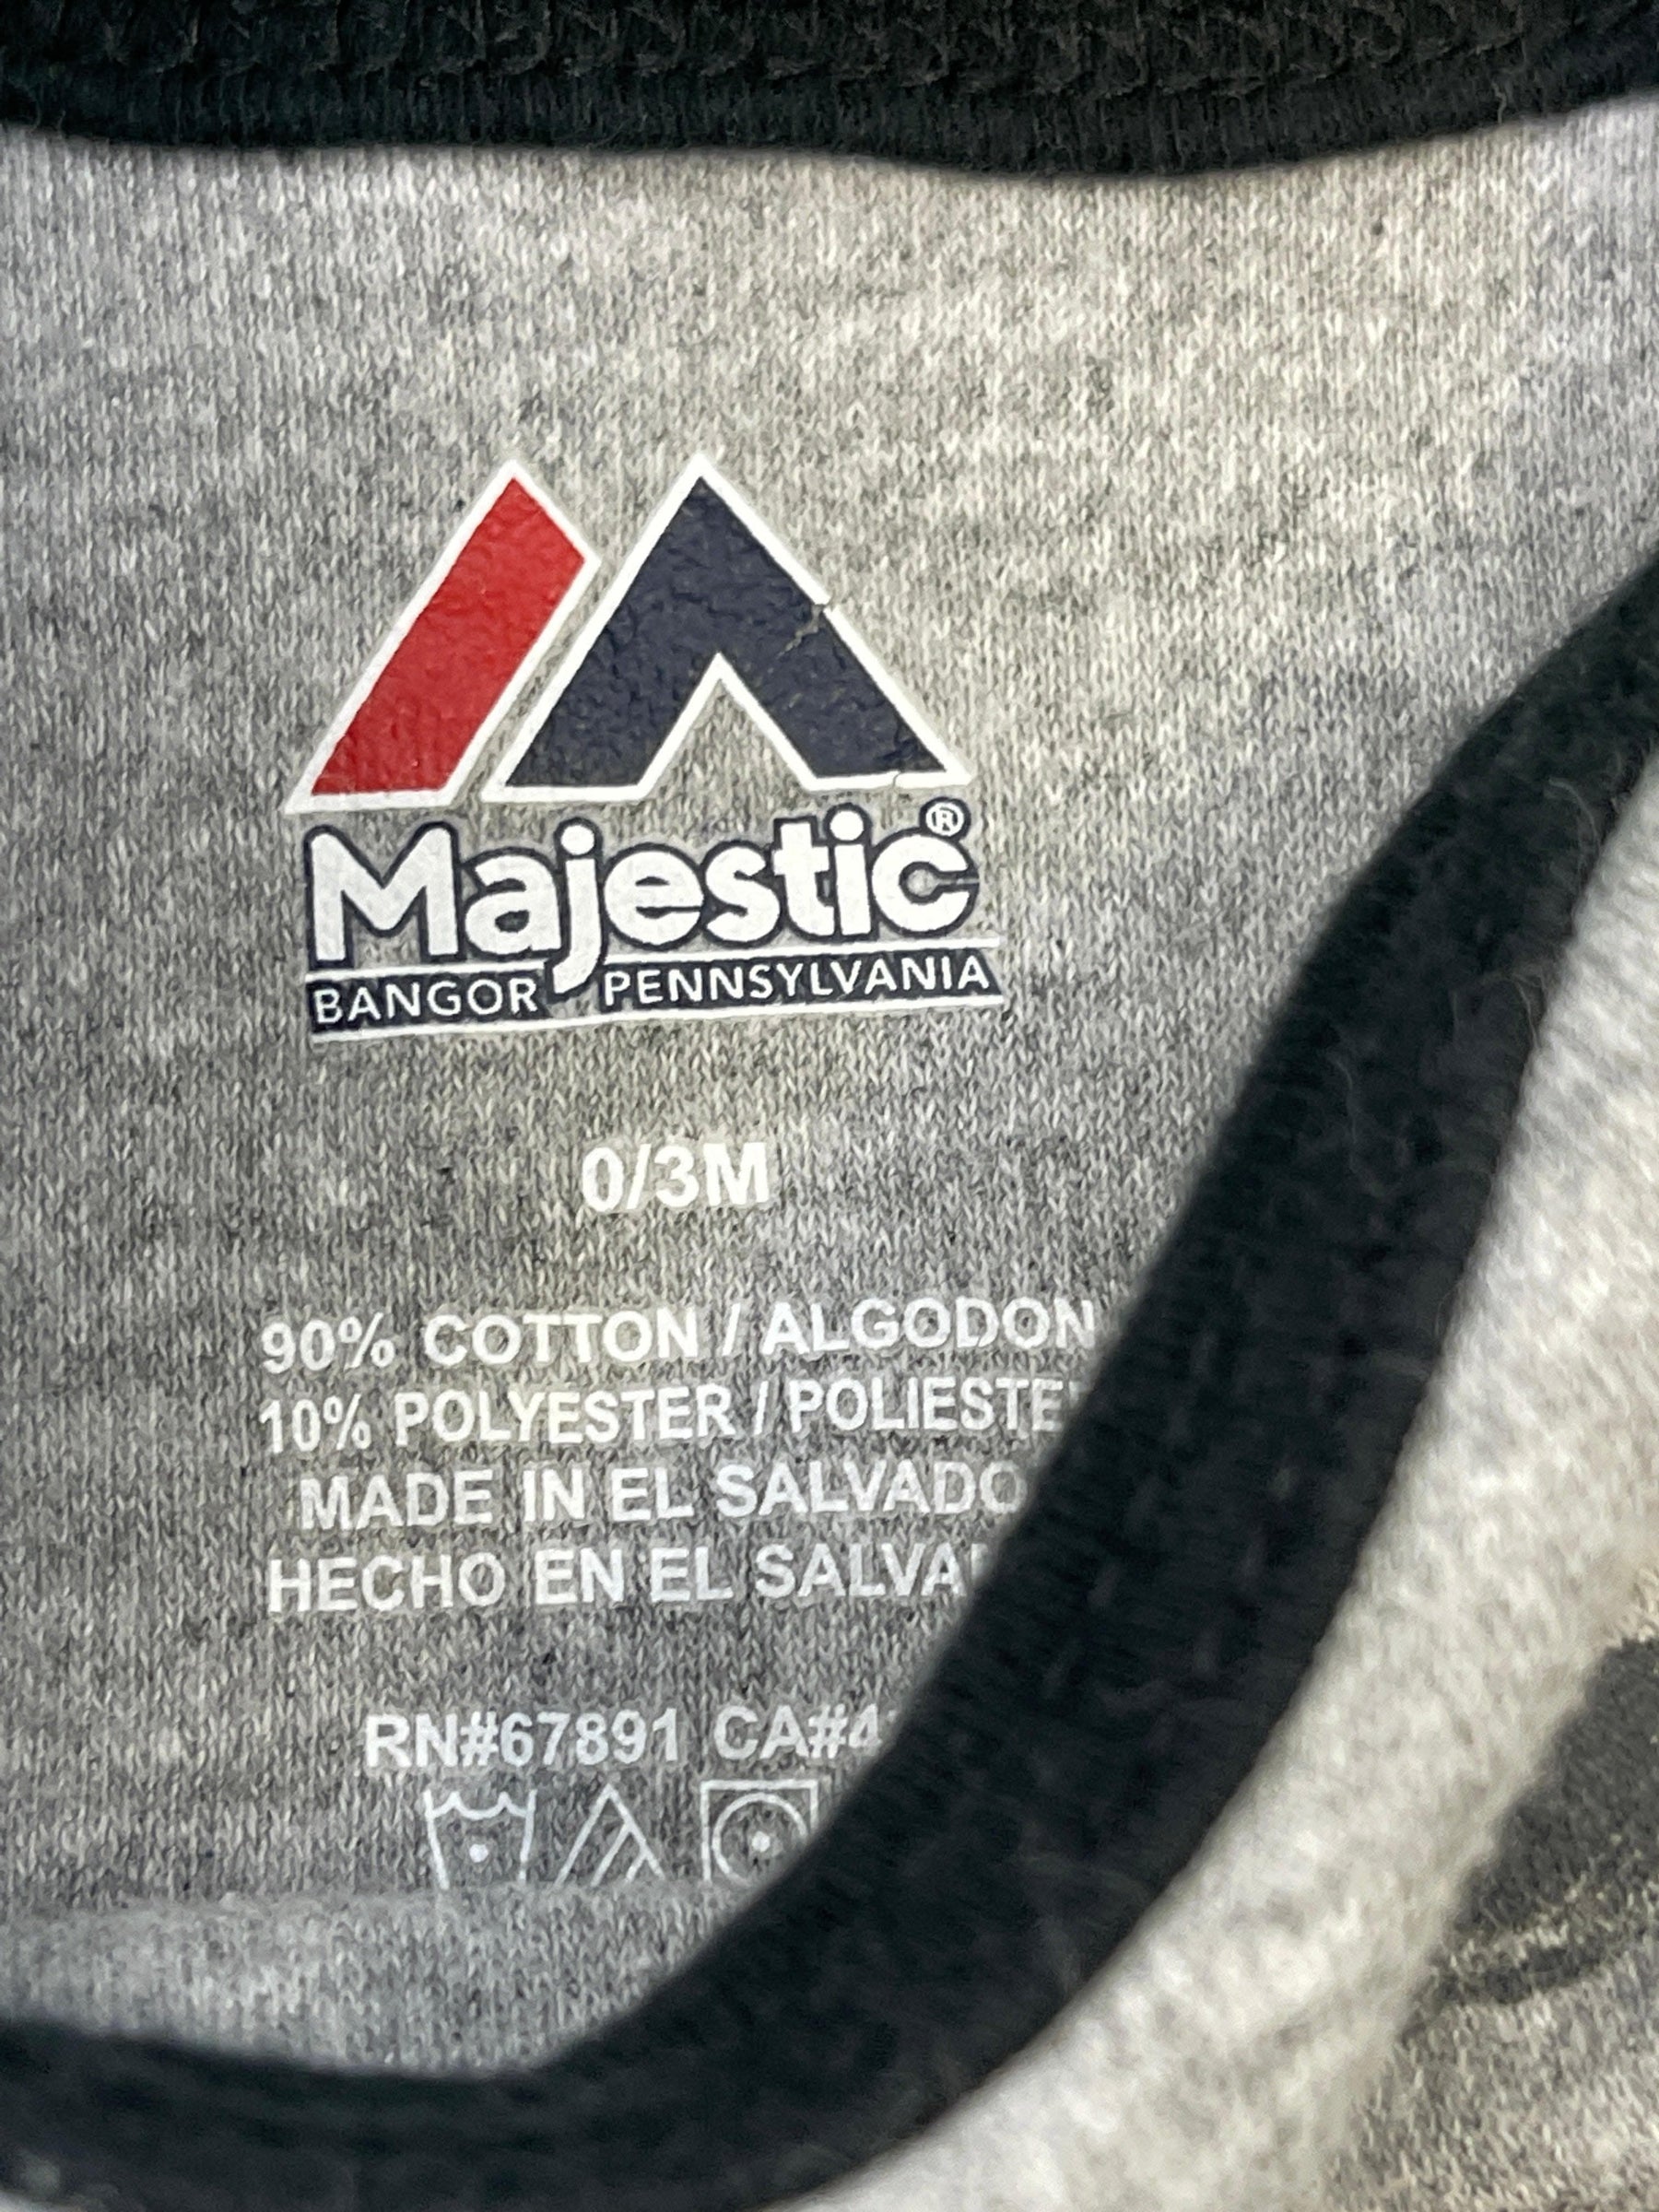 Majestic®
BANGOR PENNSYLVANIA
0/3M
90% COTTON / ALGODON
10% POLYESTER / POLIESTE
MADE IN EL SALVADO
HECHO EN EL SALVA
RN#67891 CA#4